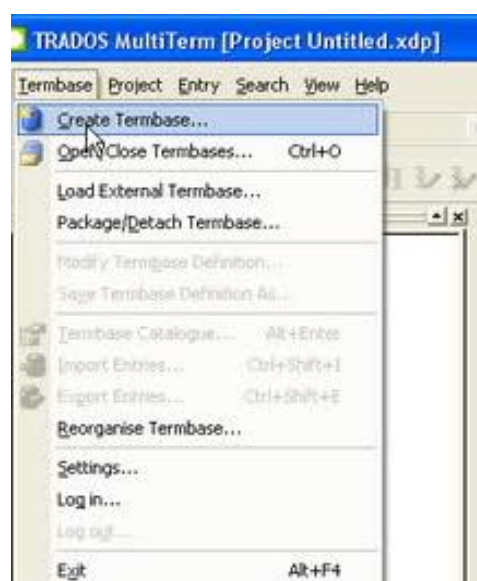 TRADOS MultiTerm [Project Untitled.xdp]
Termbase Project Entry Search View Help
Create Termbase...
Open/Close Termbases... Ctrl+O
Load External Termbase...
Package/Detach Termbase...
Modify Termbase Definition...
Save Termbase Definition As...
Termbase Catalogue... Alt+Enter
Import Entries... Ctrl+Shift+I
Export Entries... Ctrl+Shift+E
Reorganise Termbase...
Settings...
Log in...
Log out...
Exit Alt+F4